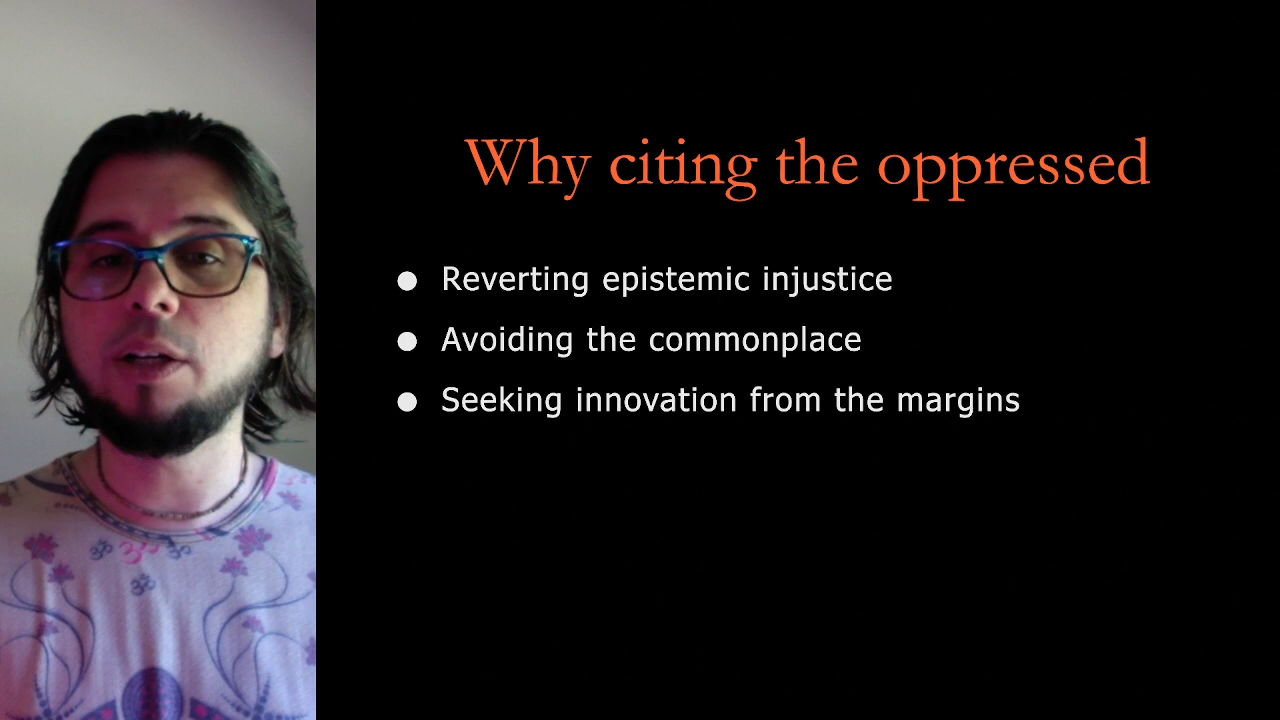 Why citing the oppressed
● Reverting epistemic injustice
● Avoiding the commonplace
● Seeking innovation from the margins